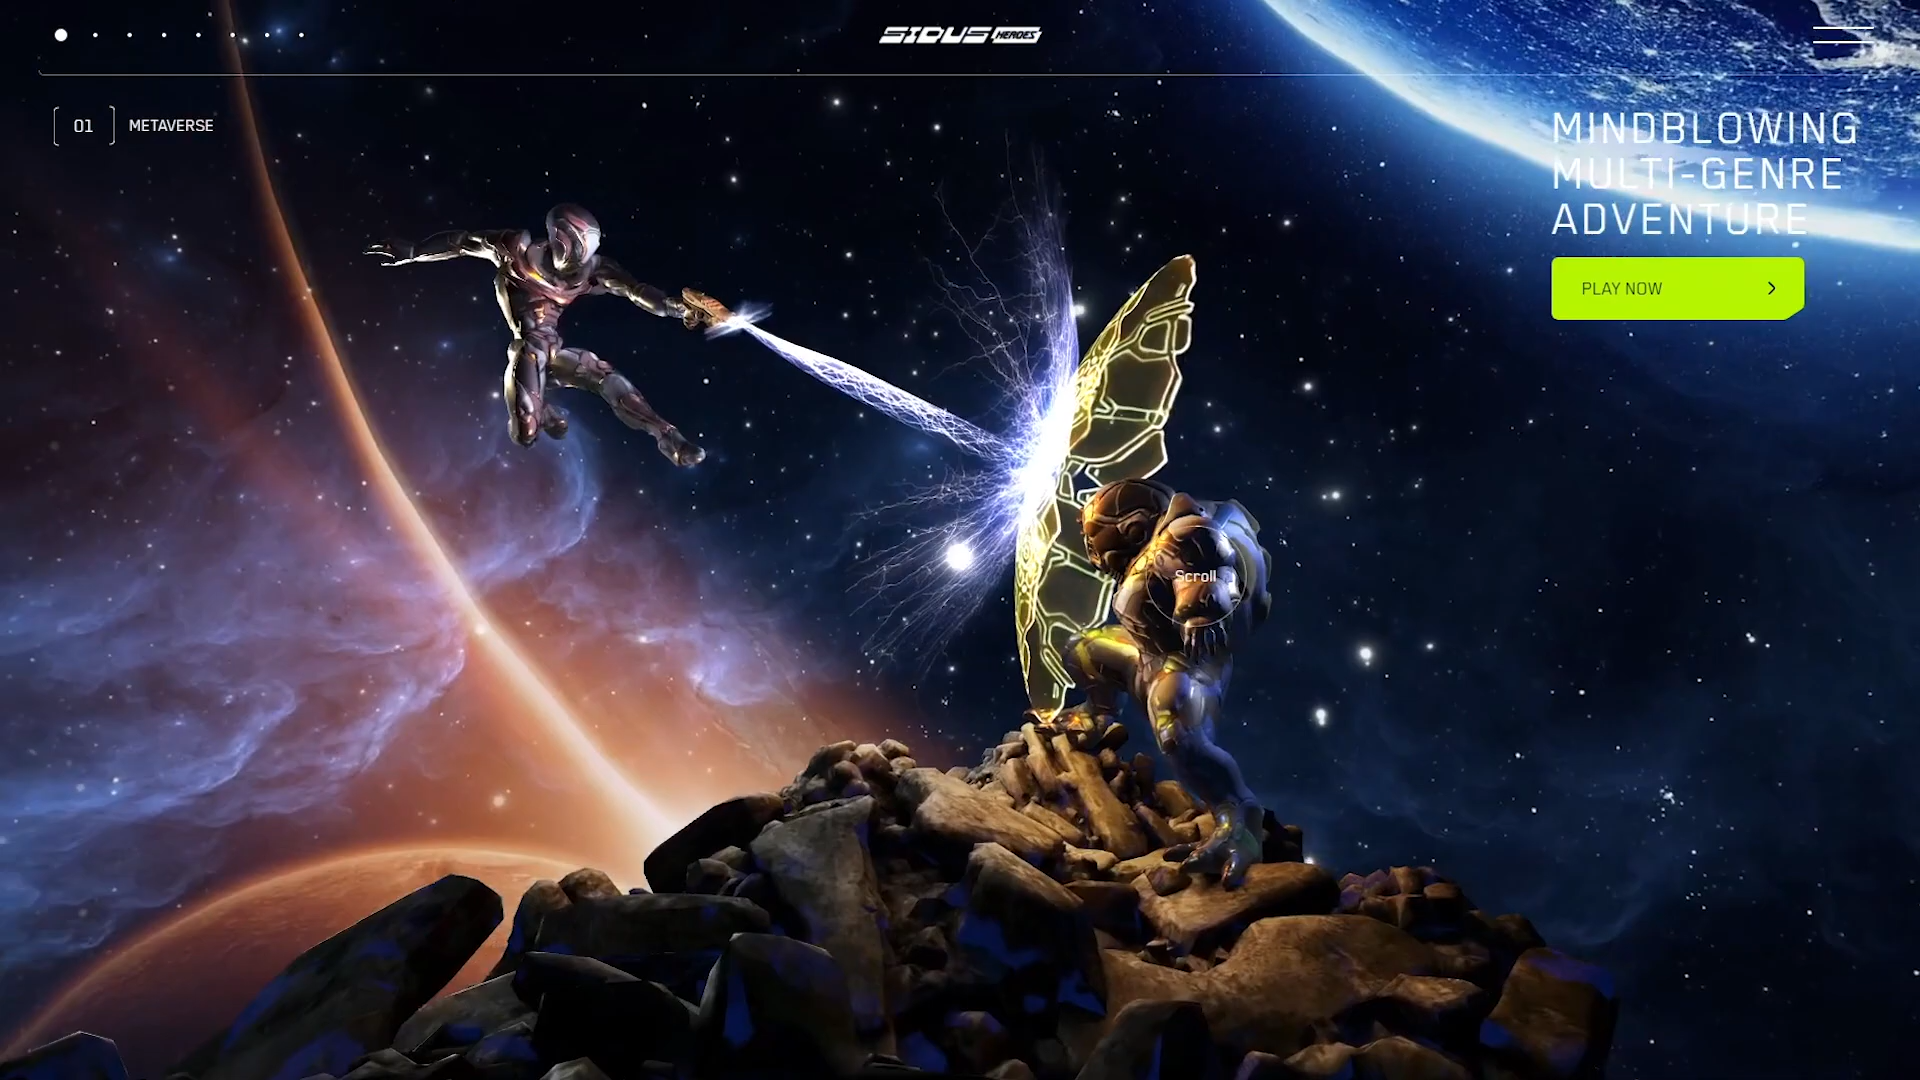 SIDUS HEROES
01 METAVERSE
MINDBLOWING
MULTI-GENRE
ADVENTURE
PLAY NOW
Scroll